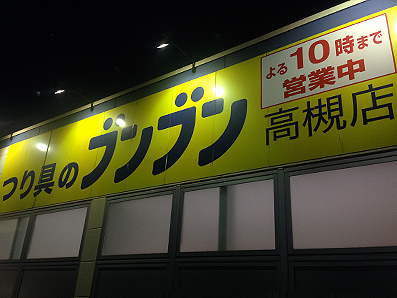 つり具のブンブン
よる10時まで
営業中
高槻店